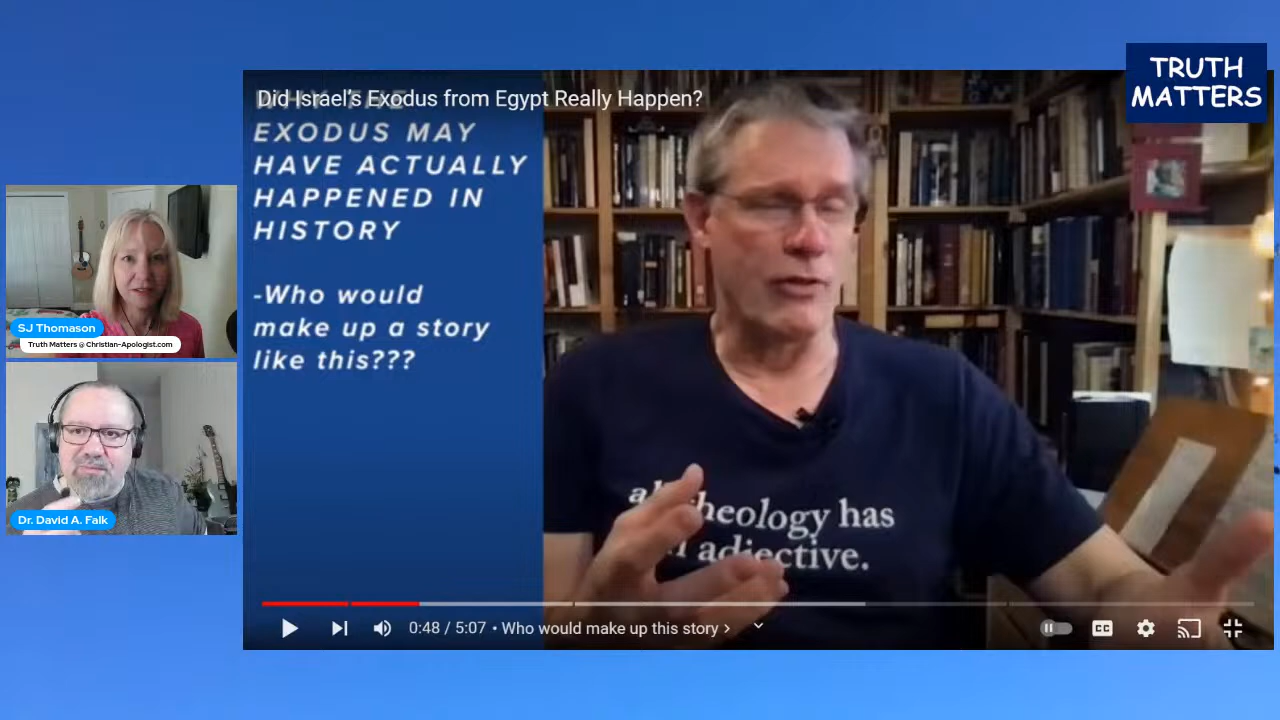 TRUTH
MATTERS
Did Israel's Exodus from Egypt Really Happen?
EXODUS MAY
HAVE ACTUALLY
HAPPENED IN
HISTORY
-Who would
make up a story
like this???
SJ Thomason
Truth Matters @ Christian-Apologist.com
Dr. David A. Falk
has
adjective.
0:48 / 5:07 • Who would make up this story
CC